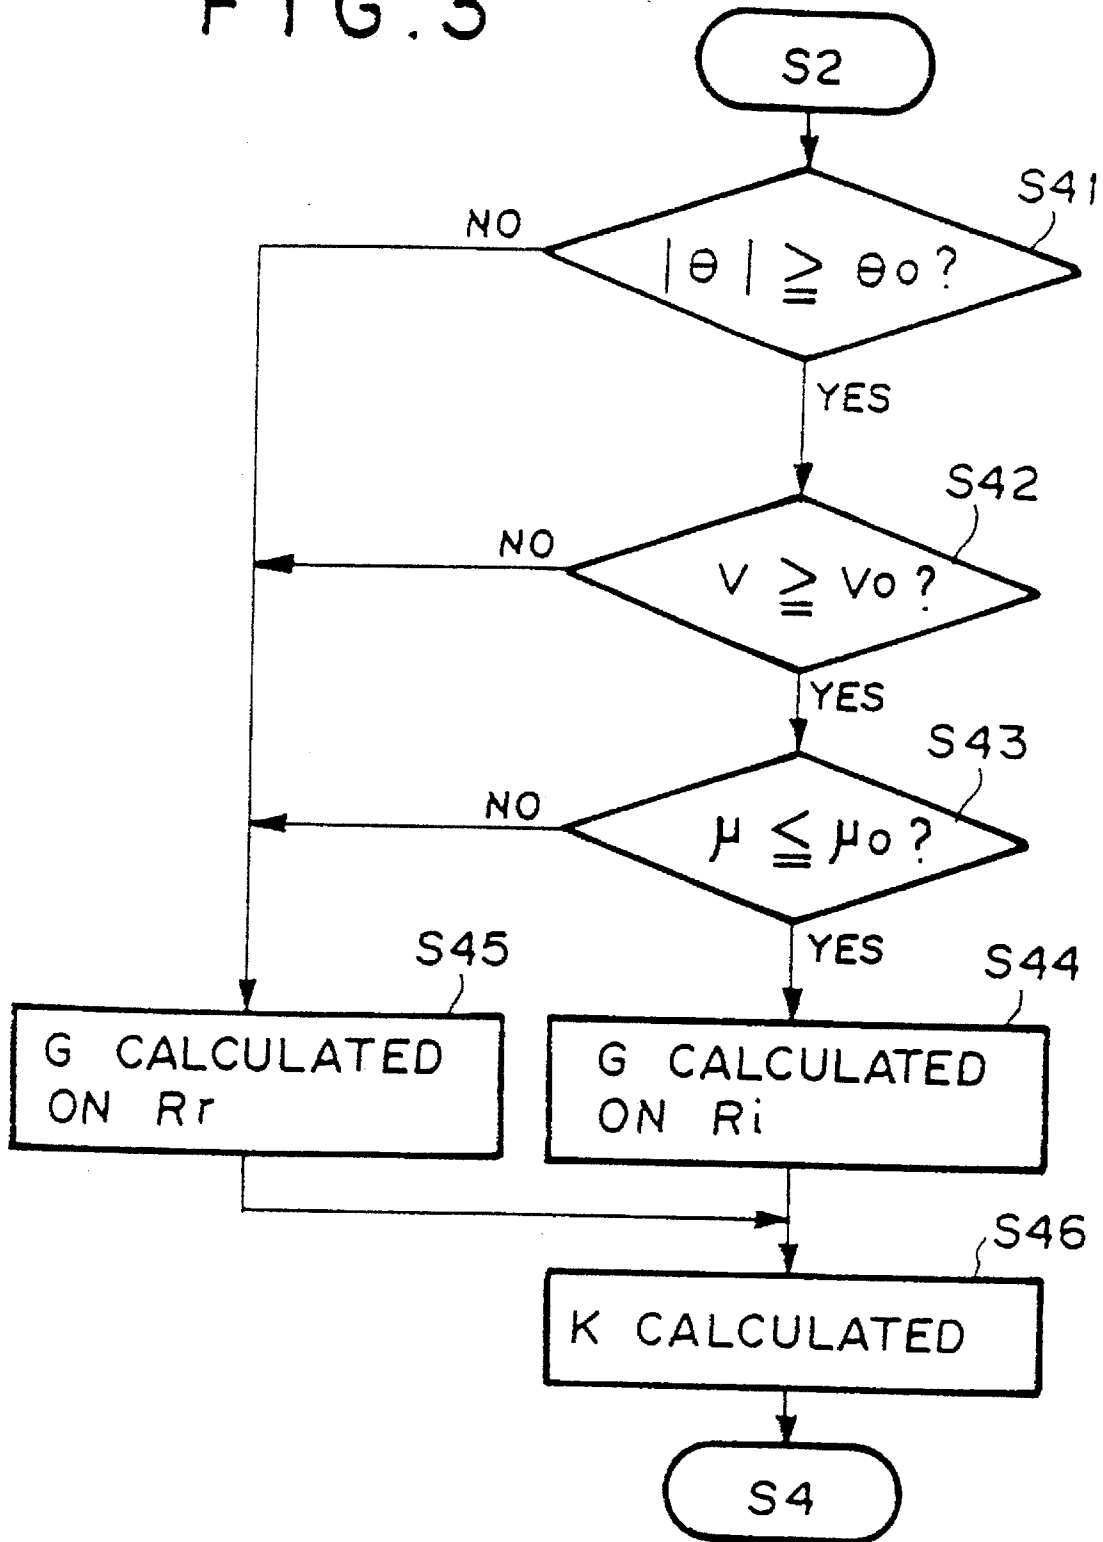 FIG.3
S2
S41
NO
|θ| ≧ θo?
YES
S42
NO
V ≧ Vo?
YES
S43
NO
μ ≦ μo?
YES
S45
S44
G CALCULATED
ON Rr
G CALCULATED
ON Ri
S46
K CALCULATED
S4